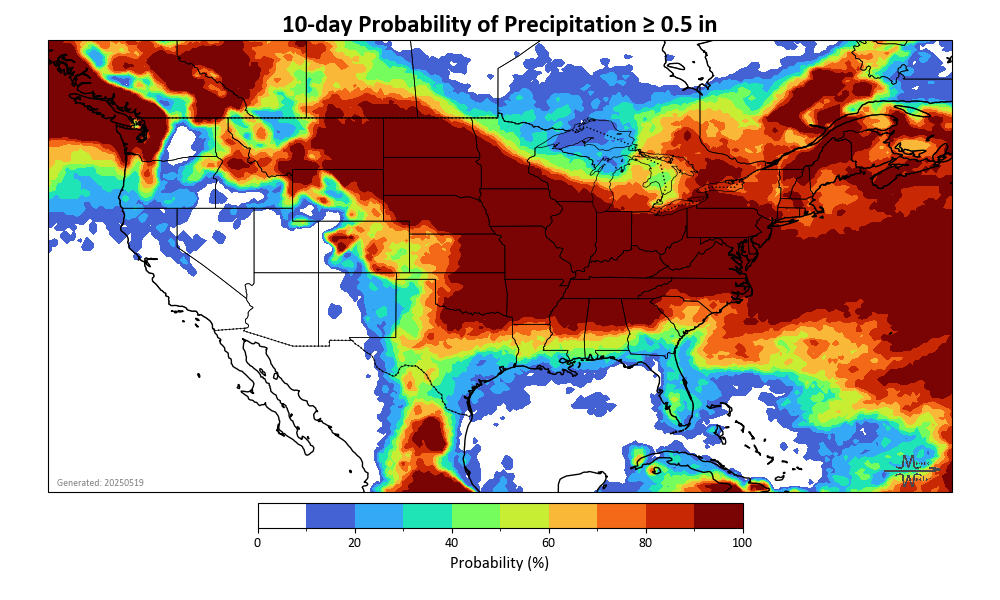 10-day Probability of Precipitation ≥ 0.5 in
Generated: 20250519
0 20 40 60 80 100
Probability (%)